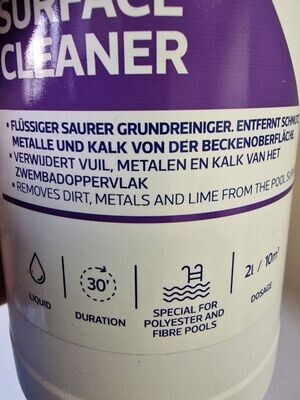 SURFACE
CLEANER
• FLÜSSIGER SAURER GRUNDREINIGER. ENTFERNT SCHMUTZ,
METALLE UND KALK VON DER BECKENOBERFLÄCHE
• VERWIJDERT VUIL, METALEN EN KALK VAN HET
ZWEMBADOPPERVLAK
• REMOVES DIRT, METALS AND LIME FROM THE POOL
LIQUID
30'
DURATION
SPECIAL FOR
POLYESTER AND
FIBRE POOLS
2l / 10m²
DOSAGE